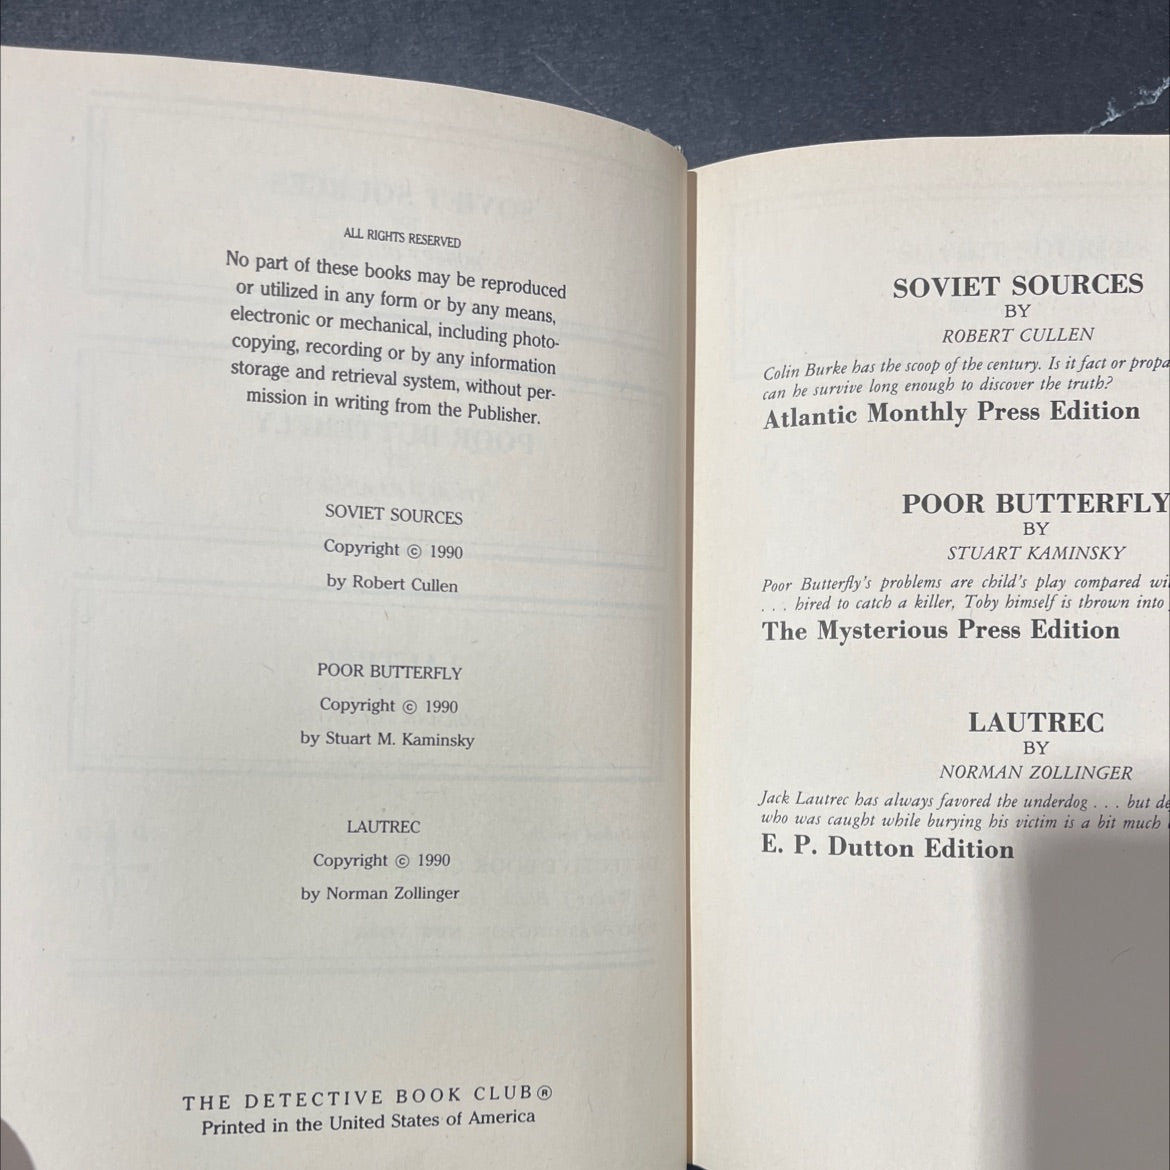 ALL RIGHTS RESERVED
No part of these books may be reproduced
or utilized in any form or by any means,
electronic or mechanical, including photo-
copying, recording or by any information
storage and retrieval system, without per-
mission in writing from the Publisher.
SOVIET SOURCES
Copyright © 1990
by Robert Cullen
POOR BUTTERFLY
Copyright © 1990
by Stuart M. Kaminsky
LAUTREC
Copyright © 1990
by Norman Zollinger
THE DETECTIVE BOOK CLUB®
Printed in the United States of America
SOVIET SOURCES
BY
ROBERT CULLEN
Colin Burke has the scoop of the century. Is it fact or
can he survive long enough to discover the truth?
Atlantic Monthly Press Edition
POOR BUTTERFLY
BY
STUART KAMINSKY
Poor Butterfly's problems are child's play compared
. . . hired to catch a killer, Toby himself is thrown into
The Mysterious Press Edition
LAUTREC
BY
NORMAN ZOLLINGER
Jack Lautrec has always favored the underdog . . . but
who was caught while burying his victim is a bit much
E. P. Dutton Edition